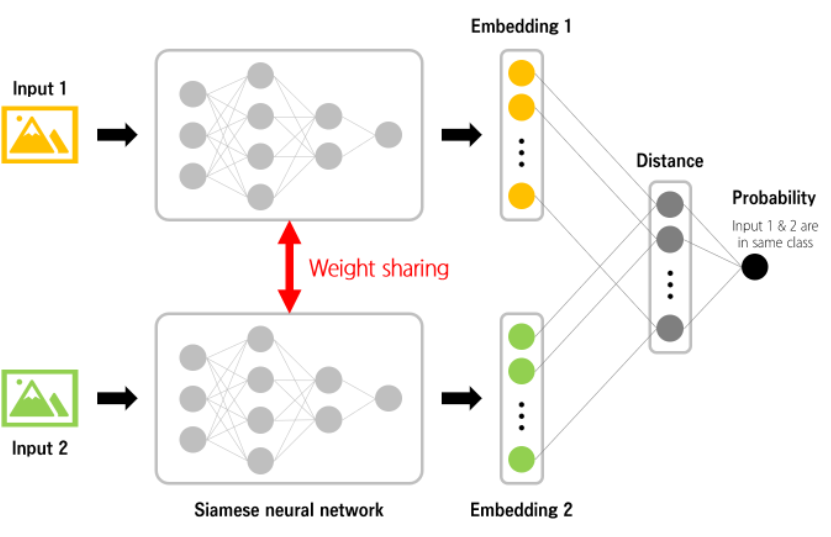 Embedding 1
Input 1
Distance
Probability
Input 1 & 2 are
in same class
Weight sharing
Input 2
Siamese neural network
Embedding 2